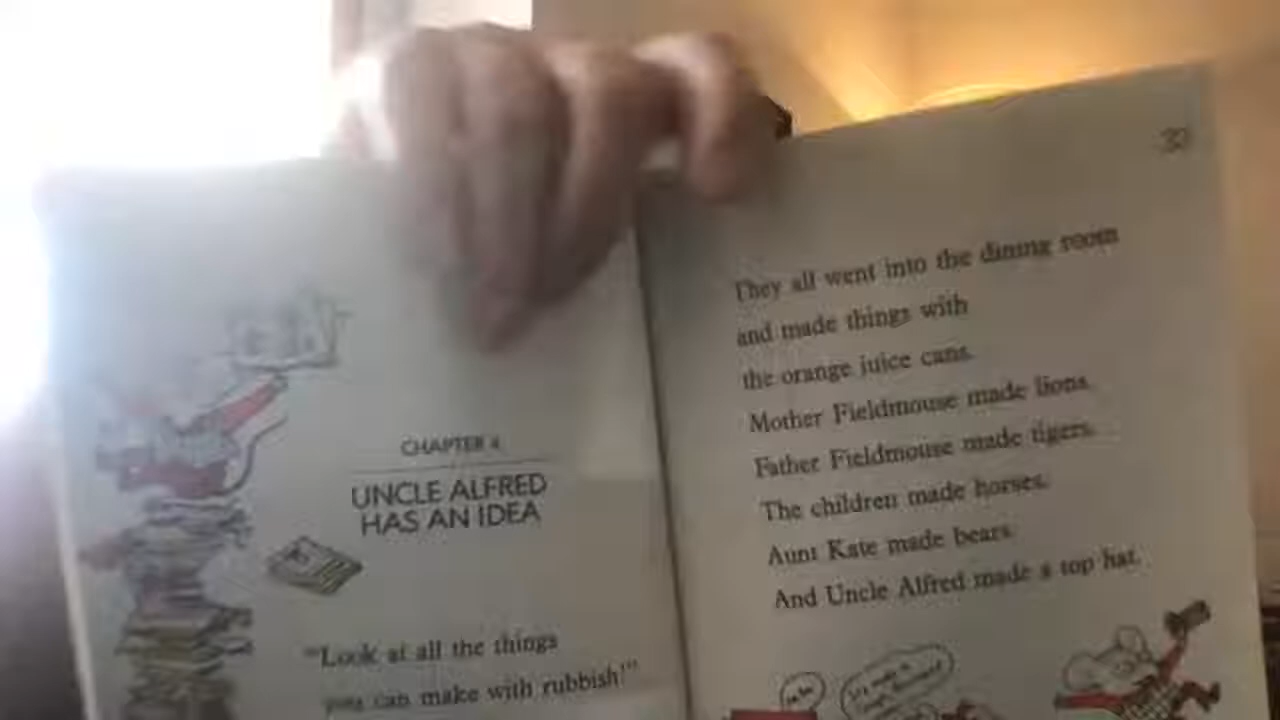 CHAPTER 4
UNCLE ALFRED
HAS AN IDEA
"Look at all the things
you can make with rubbish!"
They all went into the dining room
and made things with
the orange juice cans.
Mother Fieldmouse made lions.
Father Fieldmouse made tigers.
The children made horses.
Aunt Kate made bears.
And Uncle Alfred made a top hat.